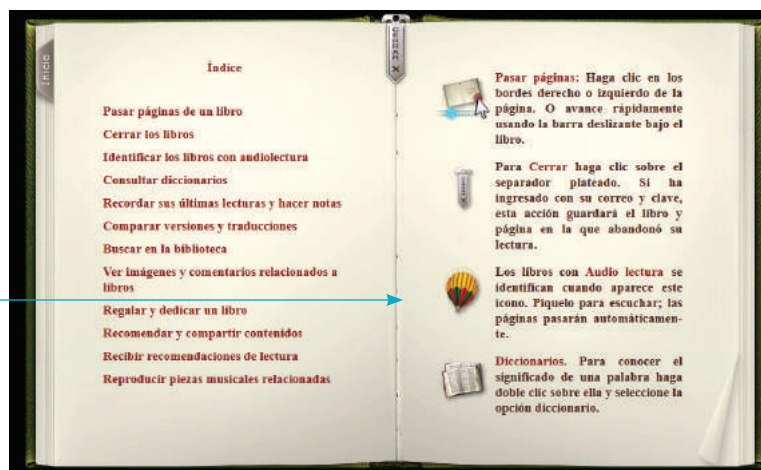 Inicio
Índice
Pasar páginas de un libro
Cerrar los libros
Identificar los libros con audiolectura
Consultar diccionarios
Recordar sus últimas lecturas y hacer notas
Comparar versiones y traducciones
Buscar en la biblioteca
Ver imágenes y comentarios relacionados a
libros
Regalar y dedicar un libro
Recomendar y compartir contenidos
Recibir recomendaciones de lectura
Reproducir piezas musicales relacionadas
CERRAR X
Pasar páginas: Haga clic en los
bordes derecho o izquierdo de la
página. O avance rápidamente
usando la barra deslizante bajo el
libro.
Para Cerrar haga clic sobre el
separador plateado. Si ha
ingresado con su correo y clave,
esta acción guardará el libro y
página en la que abandonó su
lectura.
Los libros con Audio lectura se
identifican cuando aparece este
icono. Píquelo para escuchar; las
páginas pasarán automáticamen-
te.
Diccionarios. Para conocer el
significado de una palabra haga
doble clic sobre ella y seleccione la
opción diccionario.